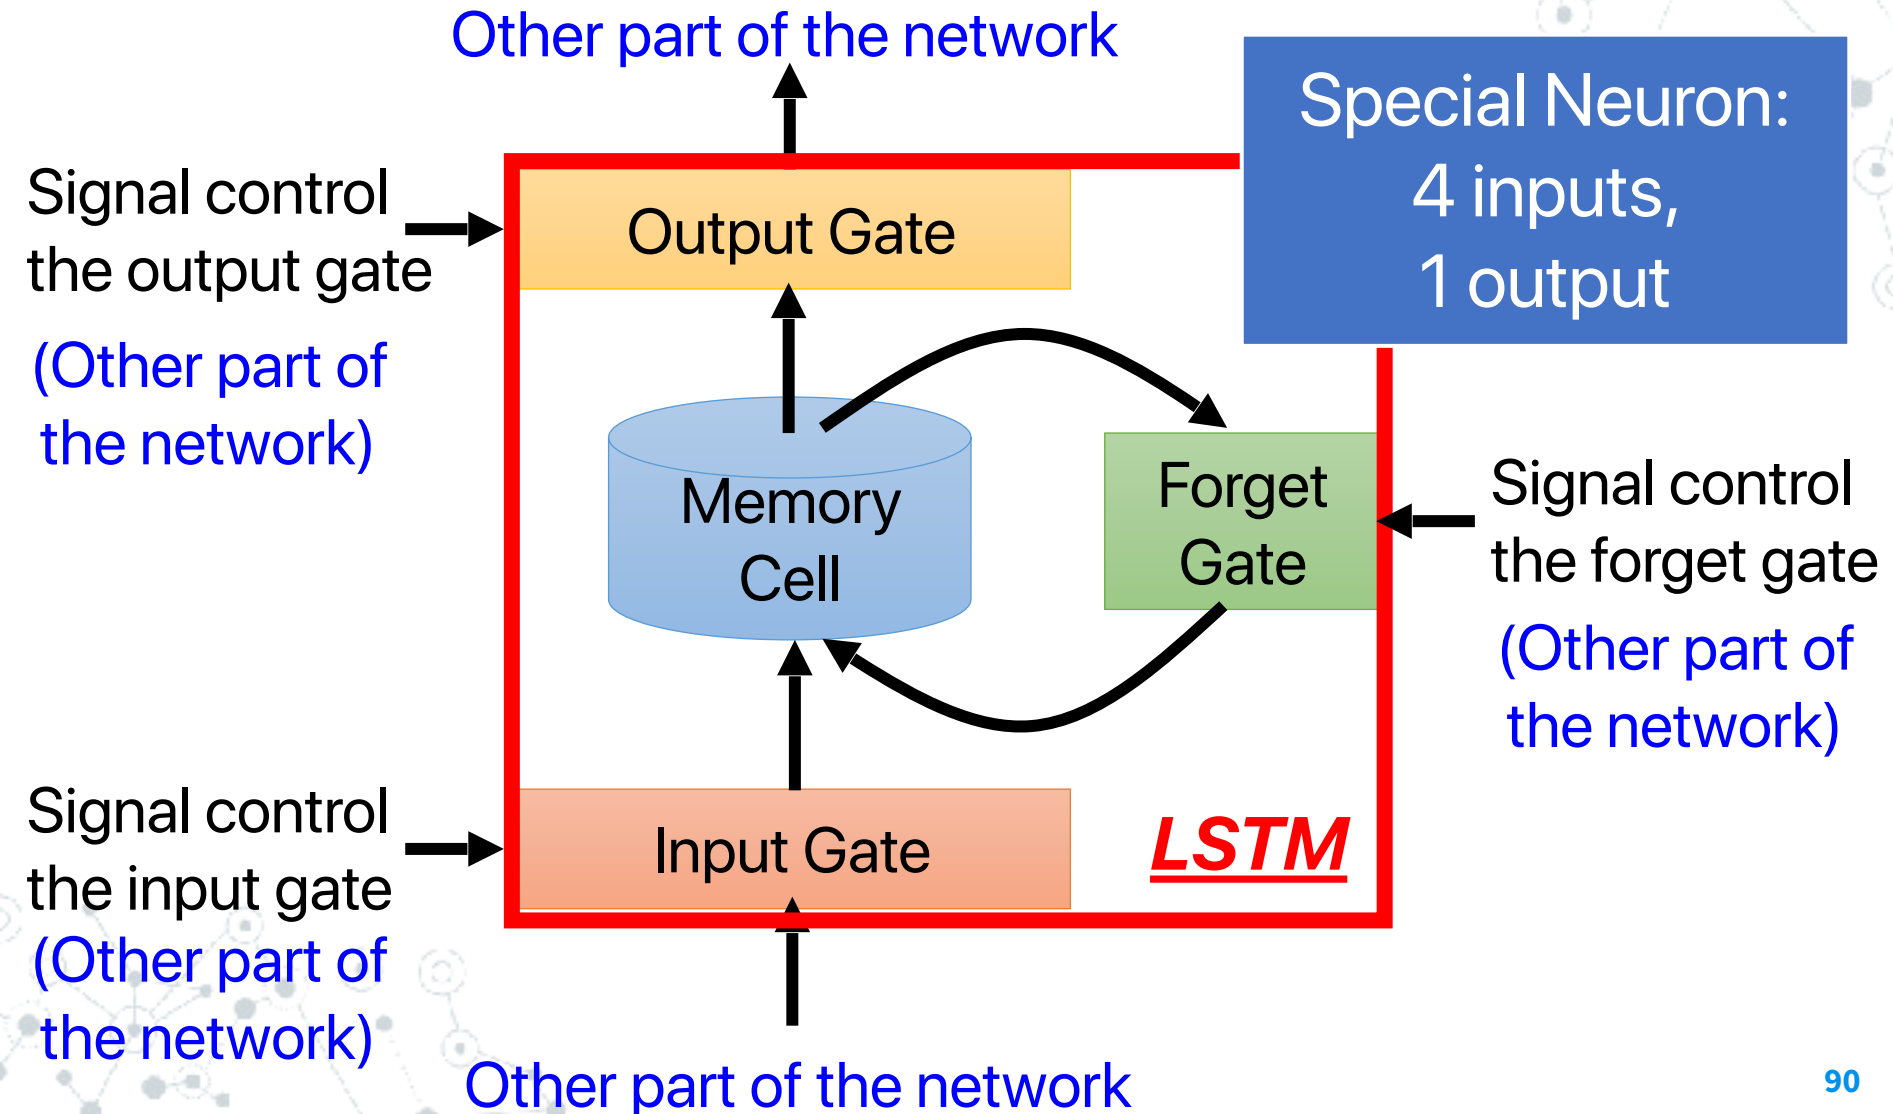 Other part of the network
Special Neuron:
4 inputs,
1 output
Signal control
the output gate
(Other part of
the network)
Output Gate
Memory
Cell
Forget
Gate
Signal control
the forget gate
(Other part of
the network)
Signal control
the input gate
(Other part of
the network)
Input Gate
LSTM
Other part of the network
90